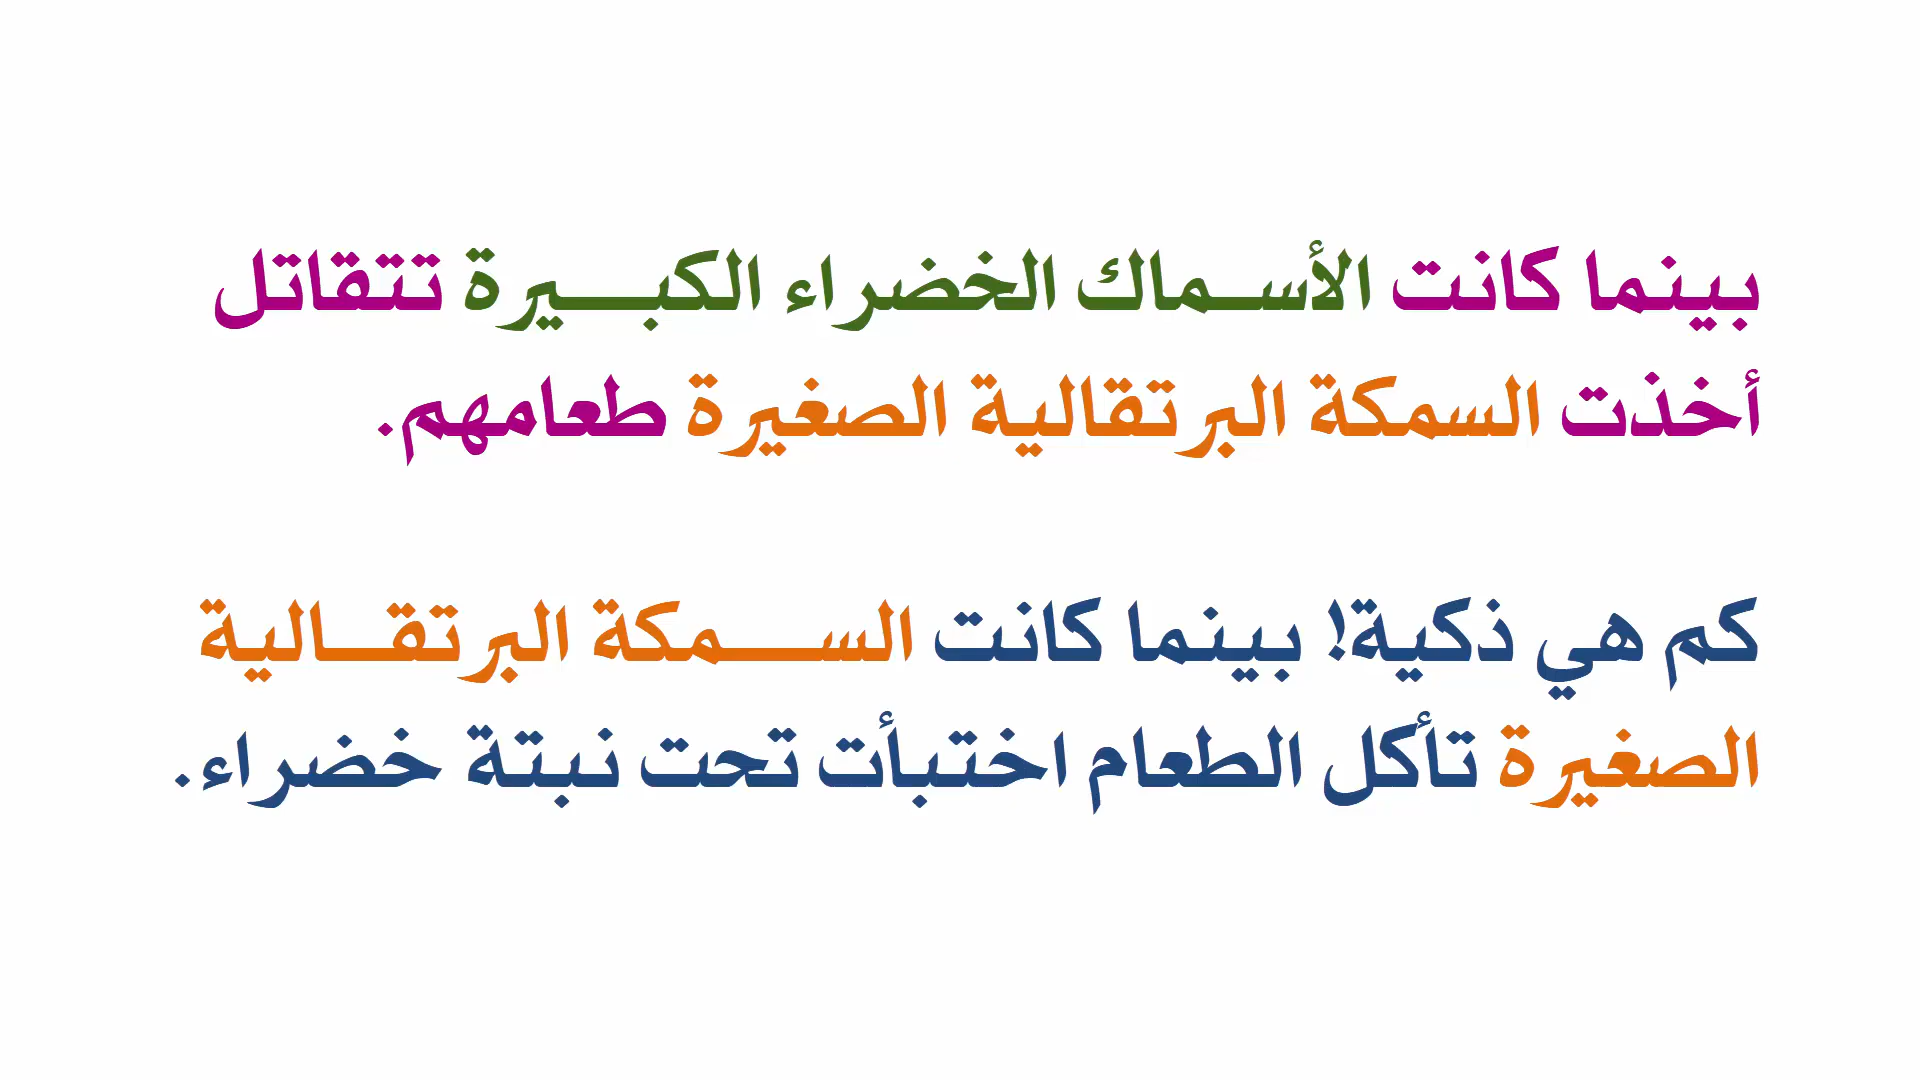 بينما كانت الأسماك الخضراء الكبيرة تتقاتل
أخذت السمكة البرتقالية الصغيرة طعامهم.
كم هي ذكية! بينما كانت السمكة البرتقالية
الصغيرة تأكل الطعام اختبأت تحت نبتة خضراء.